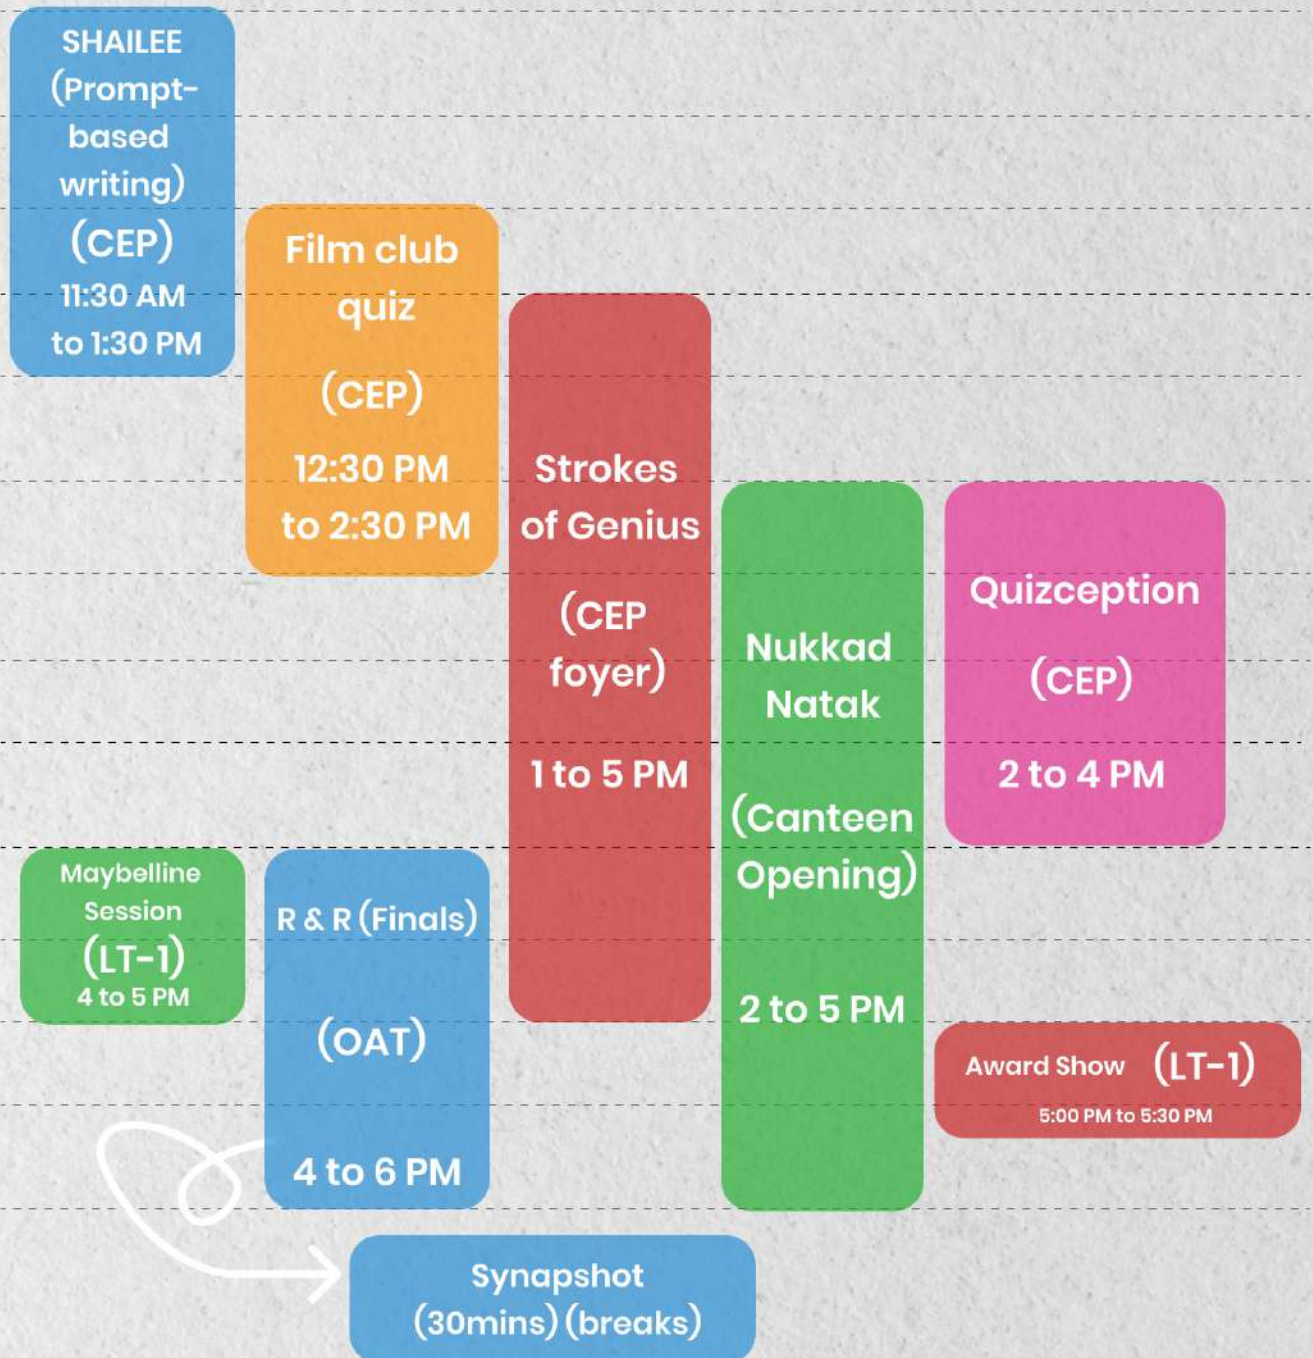 SHAILEE
(Prompt-
based
writing)
(CEP)
11:30 AM
to 1:30 PM
Film club
quiz
(CEP)
12:30 PM
to 2:30 PM
Strokes
of Genius
(CEP
foyer)
1 to 5 PM
Nukkad
Natak
(Canteen
Opening)
2 to 5 PM
Quizception
(CEP)
2 to 4 PM
Maybelline
Session
(LT-1)
4 to 5 PM
R & R (Finals)
(OAT)
4 to 6 PM
Award Show (LT-1)
5:00 PM to 5:30 PM
Synapshot
(30mins) (breaks)